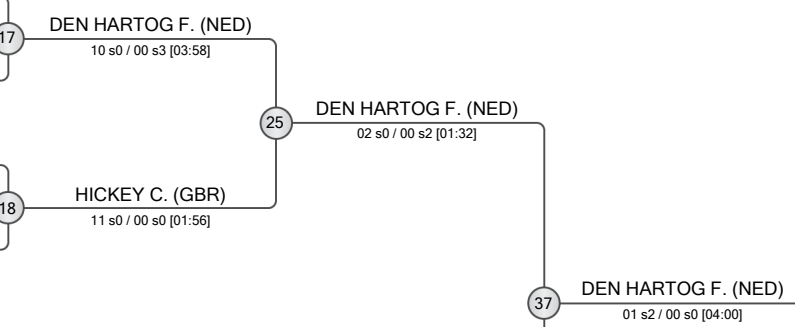 DEN HARTOG F. (NED)
17
10 s0 / 00 s3 [03:58]
DEN HARTOG F. (NED)
25
02 s0 / 00 s2 [01:32]
HICKEY C. (GBR)
18
11 s0 / 00 s0 [01:56]
DEN HARTOG F. (NED)
37
01 s2 / 00 s0 [04:00]